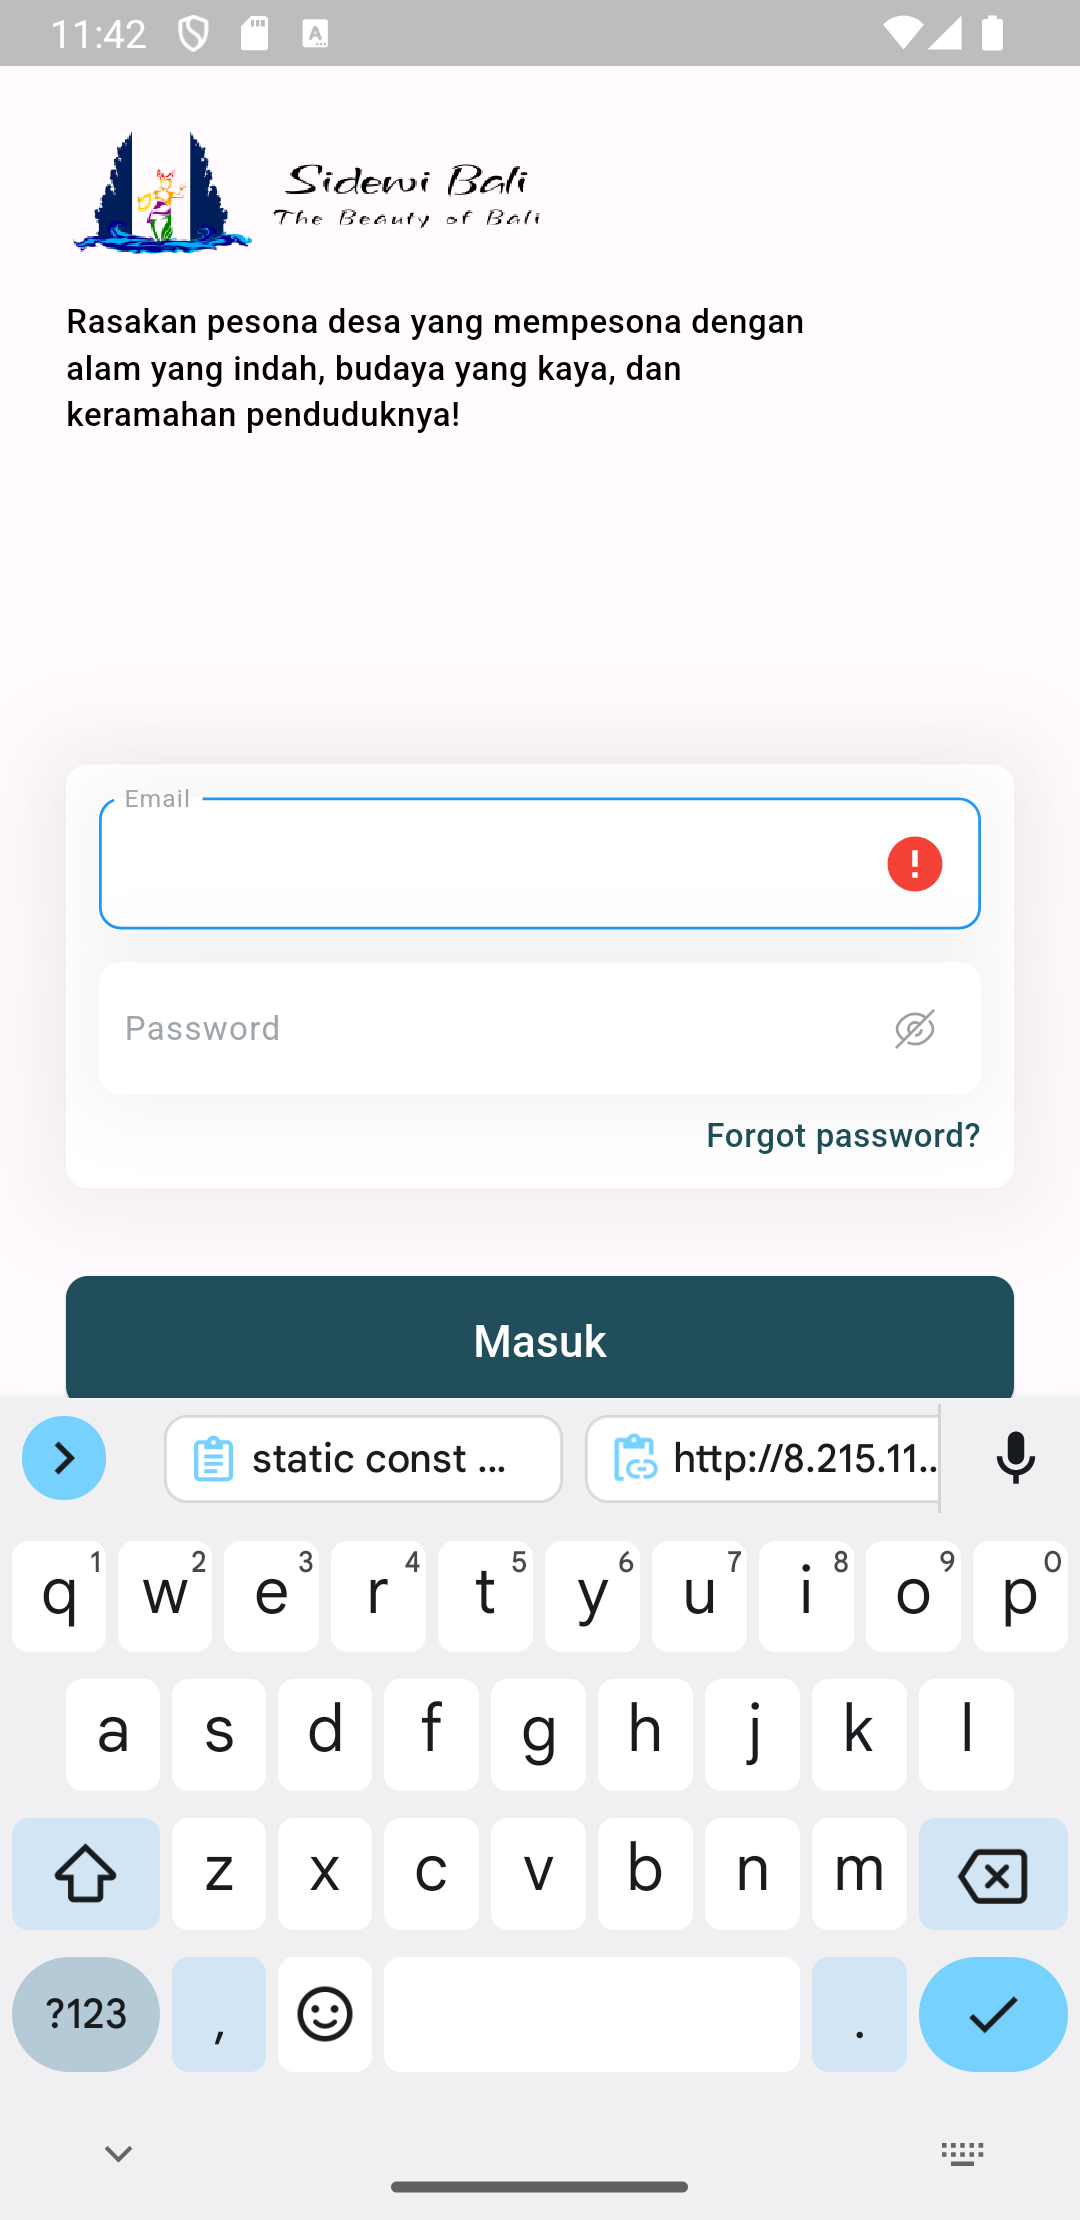 11:42
Sidewi Bali
The Beauty of Bali
Rasakan pesona desa yang mempesona dengan
alam yang indah, budaya yang kaya, dan
keramahan penduduknya!
Email
Password
Forgot password?
Masuk
static const ...
http://8.215.11..
q 1 w 2 e 3 r 4 t 5 y 6 u 7 i 8 o 9 p 0
a s d f g h j k l
z x c v b n m
?123 , .